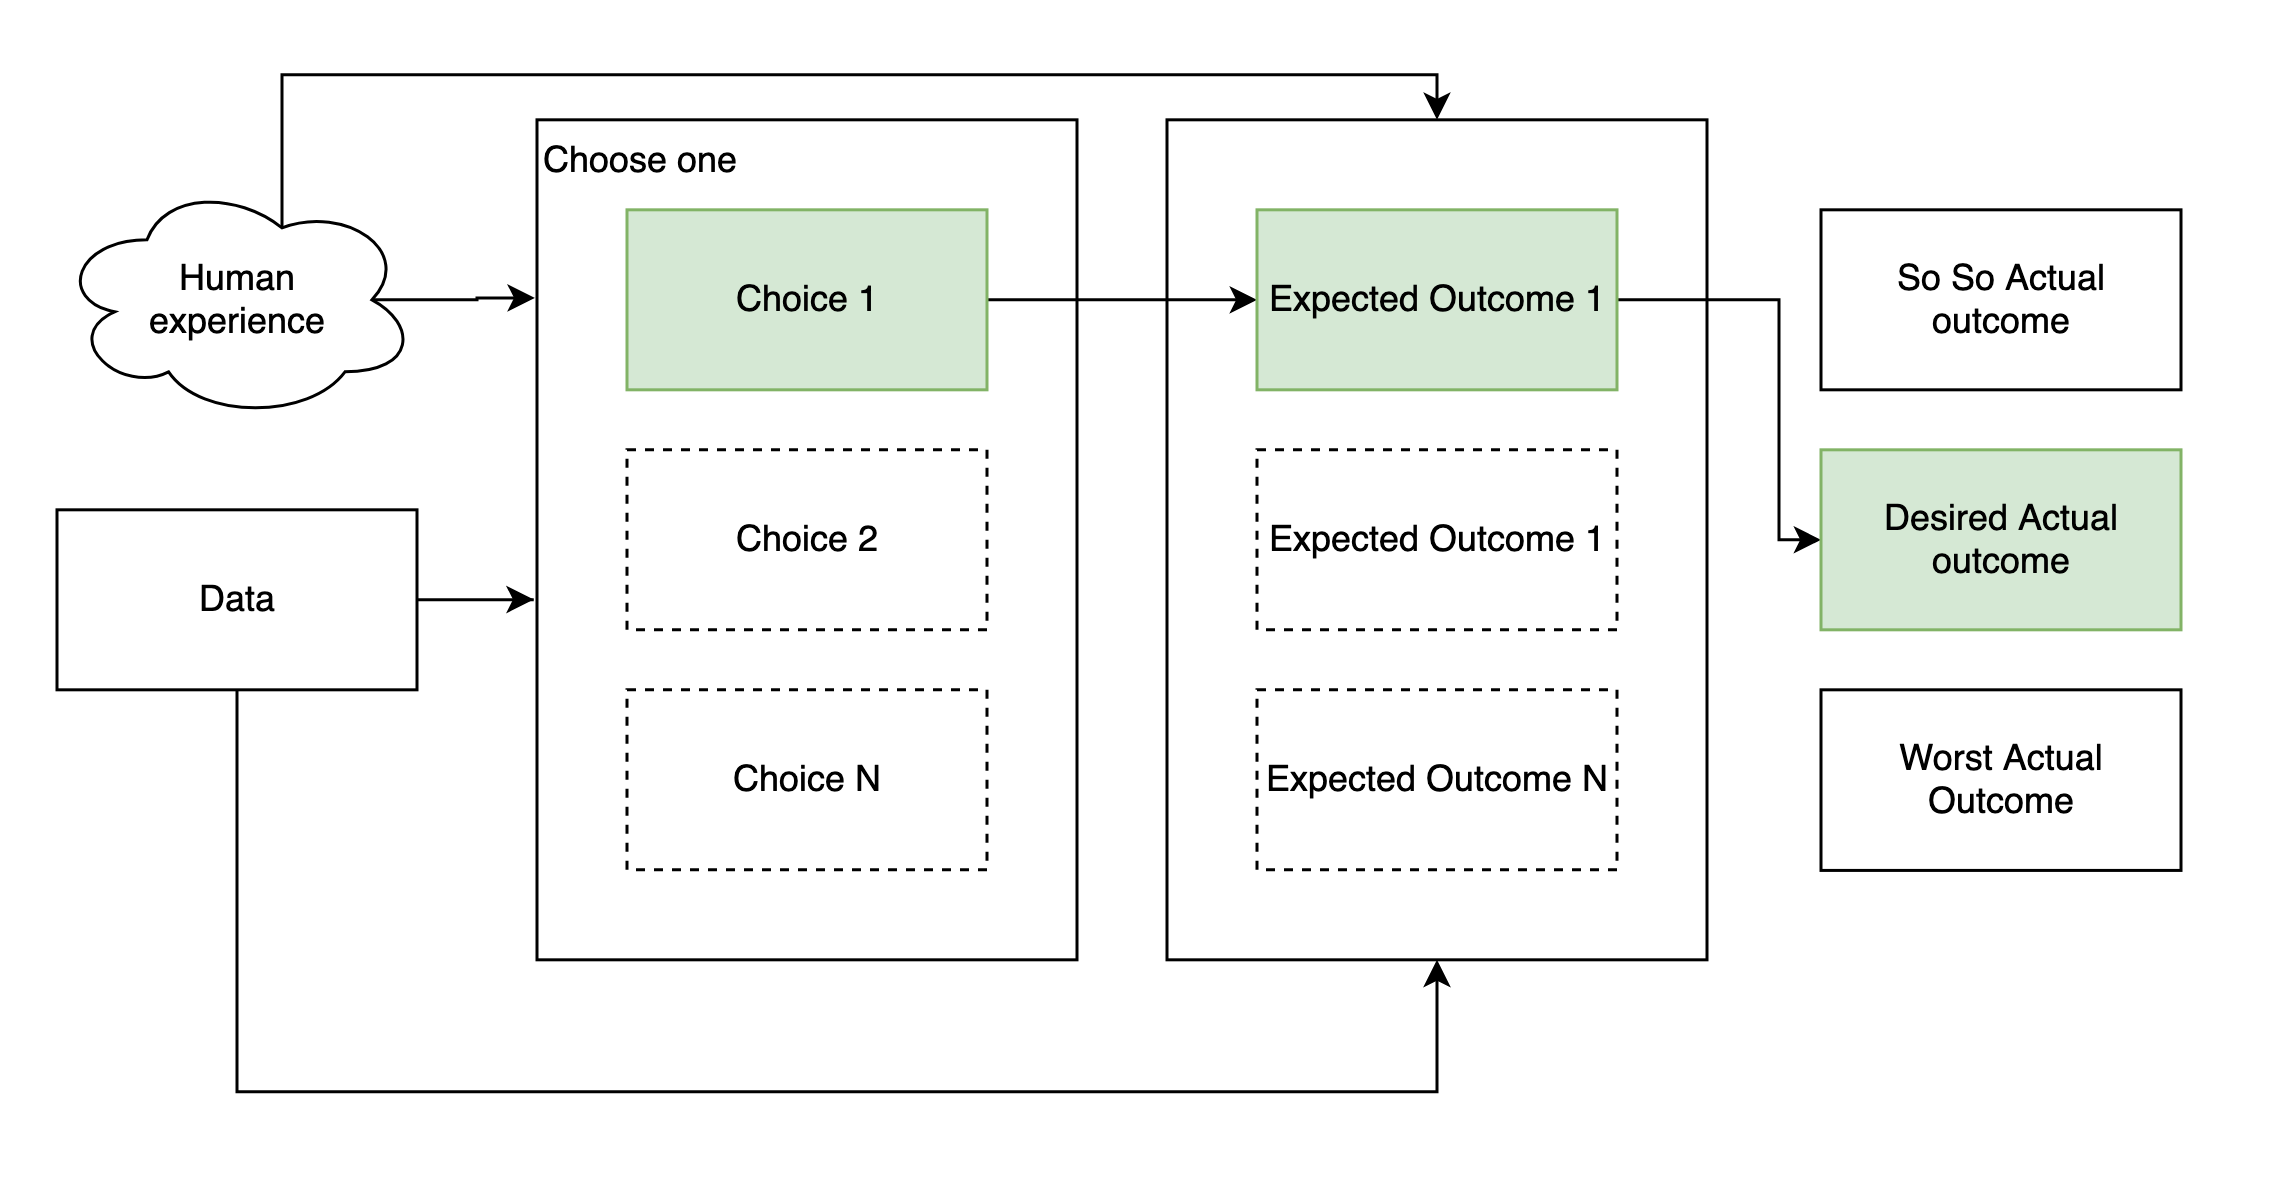 Choose one
Human
experience
Choice 1
Expected Outcome 1
So So Actual
outcome
Data
Choice 2
Expected Outcome 1
Desired Actual
outcome
Choice N
Expected Outcome N
Worst Actual
Outcome